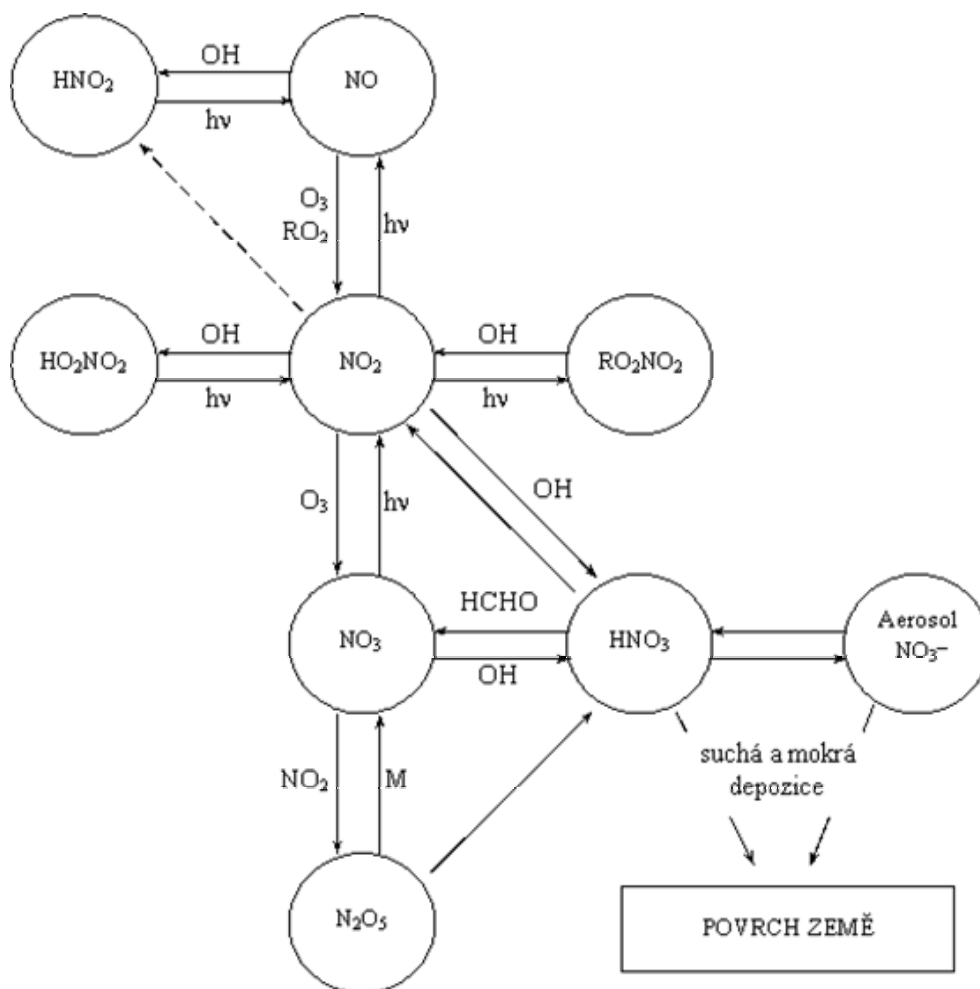 OH
HNO₂
NO
hν
O₃
RO₂
hν
OH
OH
HO₂NO₂
NO₂
RO₂NO₂
hν
hν
O₃
hν
OH
HCHO
NO₃
HNO₃
Aerosol
NO₃⁻
OH
NO₂
M
suchá a mokrá
depozice
N₂O₅
POVRCH ZEMĚ